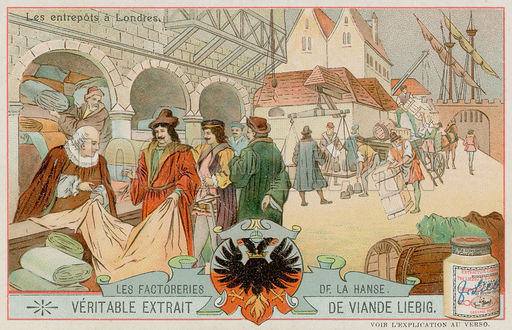 Les entrepôts à Londres.
LES FACTORERIES DE LA HANSE.
VÉRITABLE EXTRAIT DE VIANDE LIEBIG.
VOIR L'EXPLICATION AU VERSO.